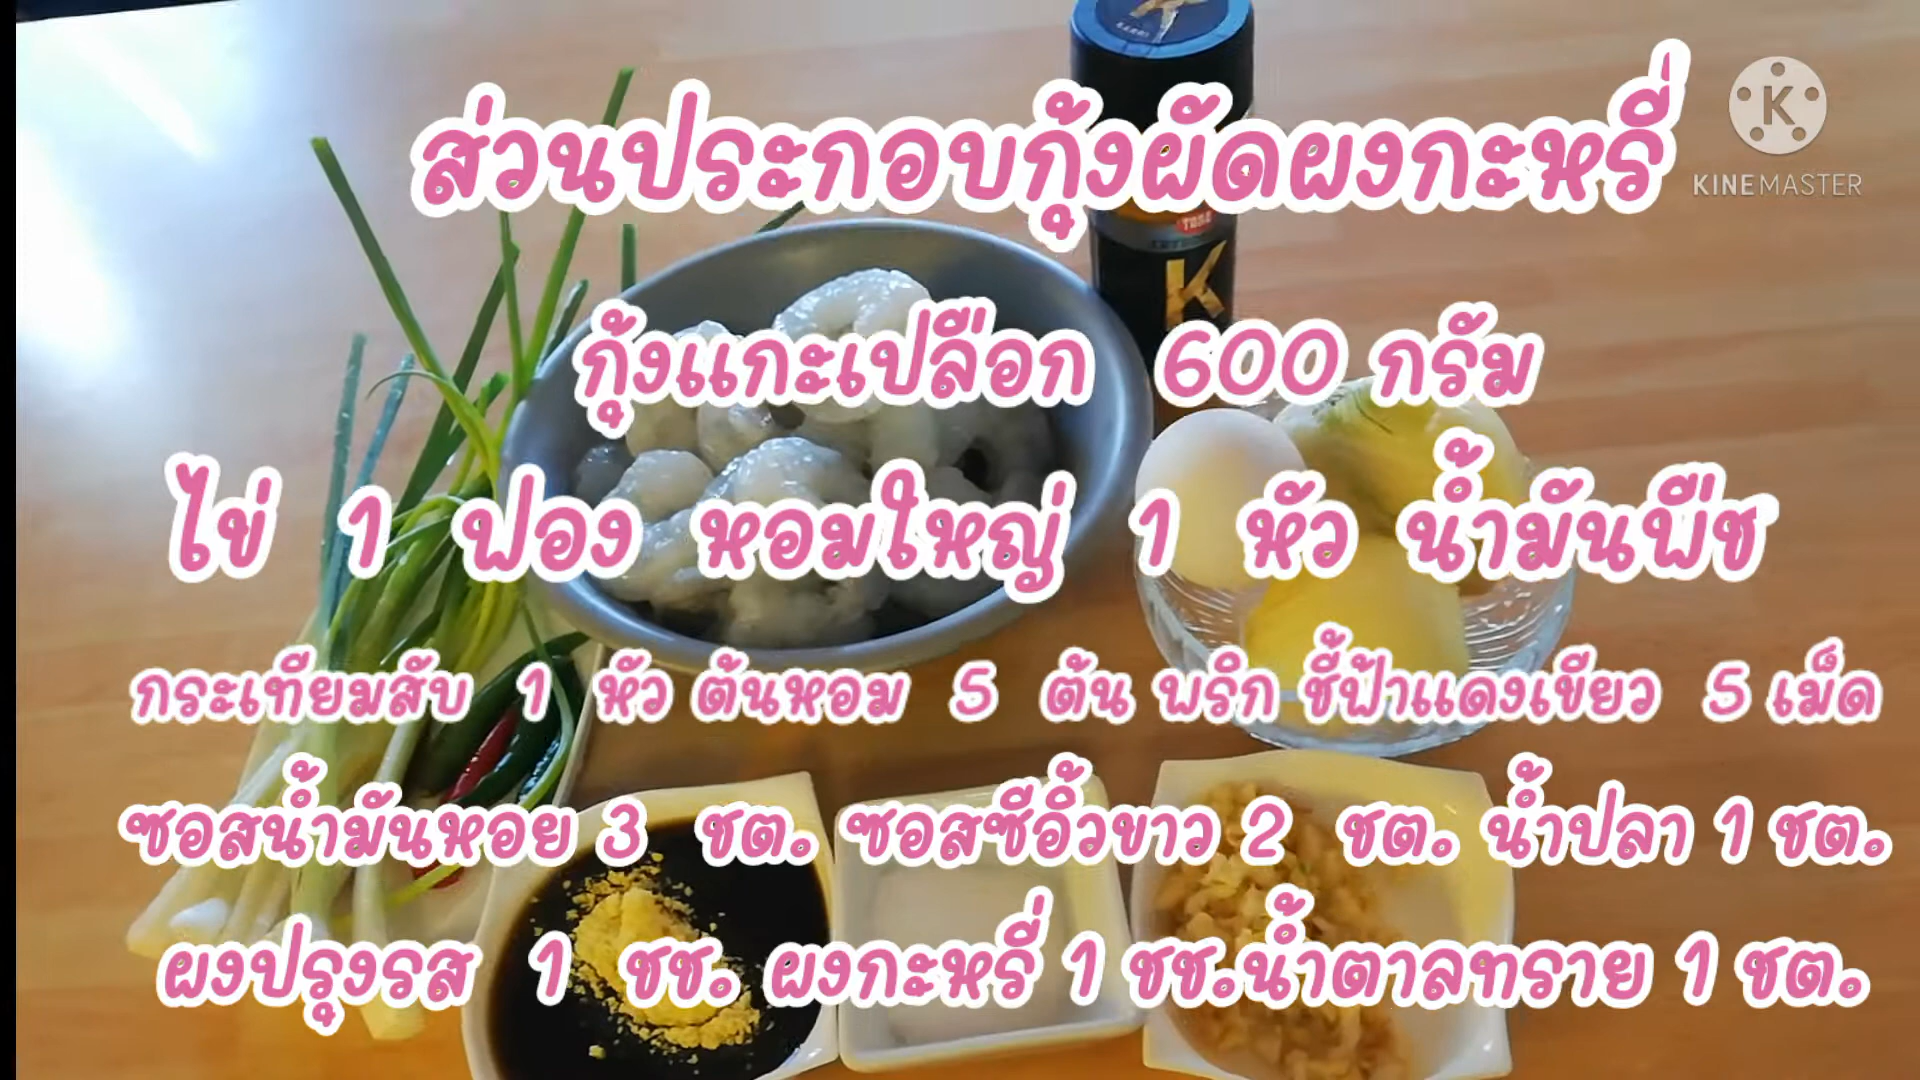 ส่วนประกอบกุ้งผัดผงกะหรี่
K
KINEMASTER
K
กุ้งแกะเปลือก 600 กรัม
ไข่ 1 ฟอง หอมใหญ่ 1 หัว น้ำมันพืช
กระเทียมสับ 1 หัว ต้นหอม 5 ต้น พริก ชี้ฟ้าแดงเขียว 5 เม็ด
ซอสน้ำมันหอย 3 ชต. ซอสซีอิ้วขาว 2 ชต. น้ำปลา 1 ชต.
ผงปรุงรส 1 ชช. ผงกะหรี่ 1 ชช.น้ำตาลทราย 1 ชต.